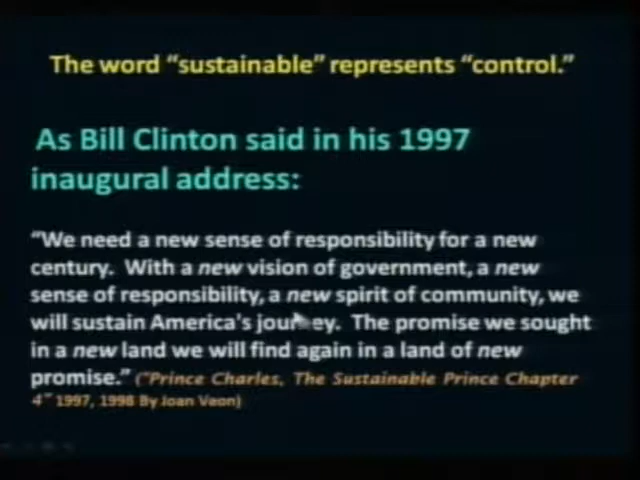 The word “sustainable” represents “control.”
As Bill Clinton said in his 1997
inaugural address:
“We need a new sense of responsibility for a new
century. With a new vision of government, a new
sense of responsibility, a new spirit of community, we
will sustain America's journey. The promise we sought
in a new land we will find again in a land of new
promise.” (“Prince Charles, The Sustainable Prince Chapter
4” 1997, 1998 By Joan Veon)